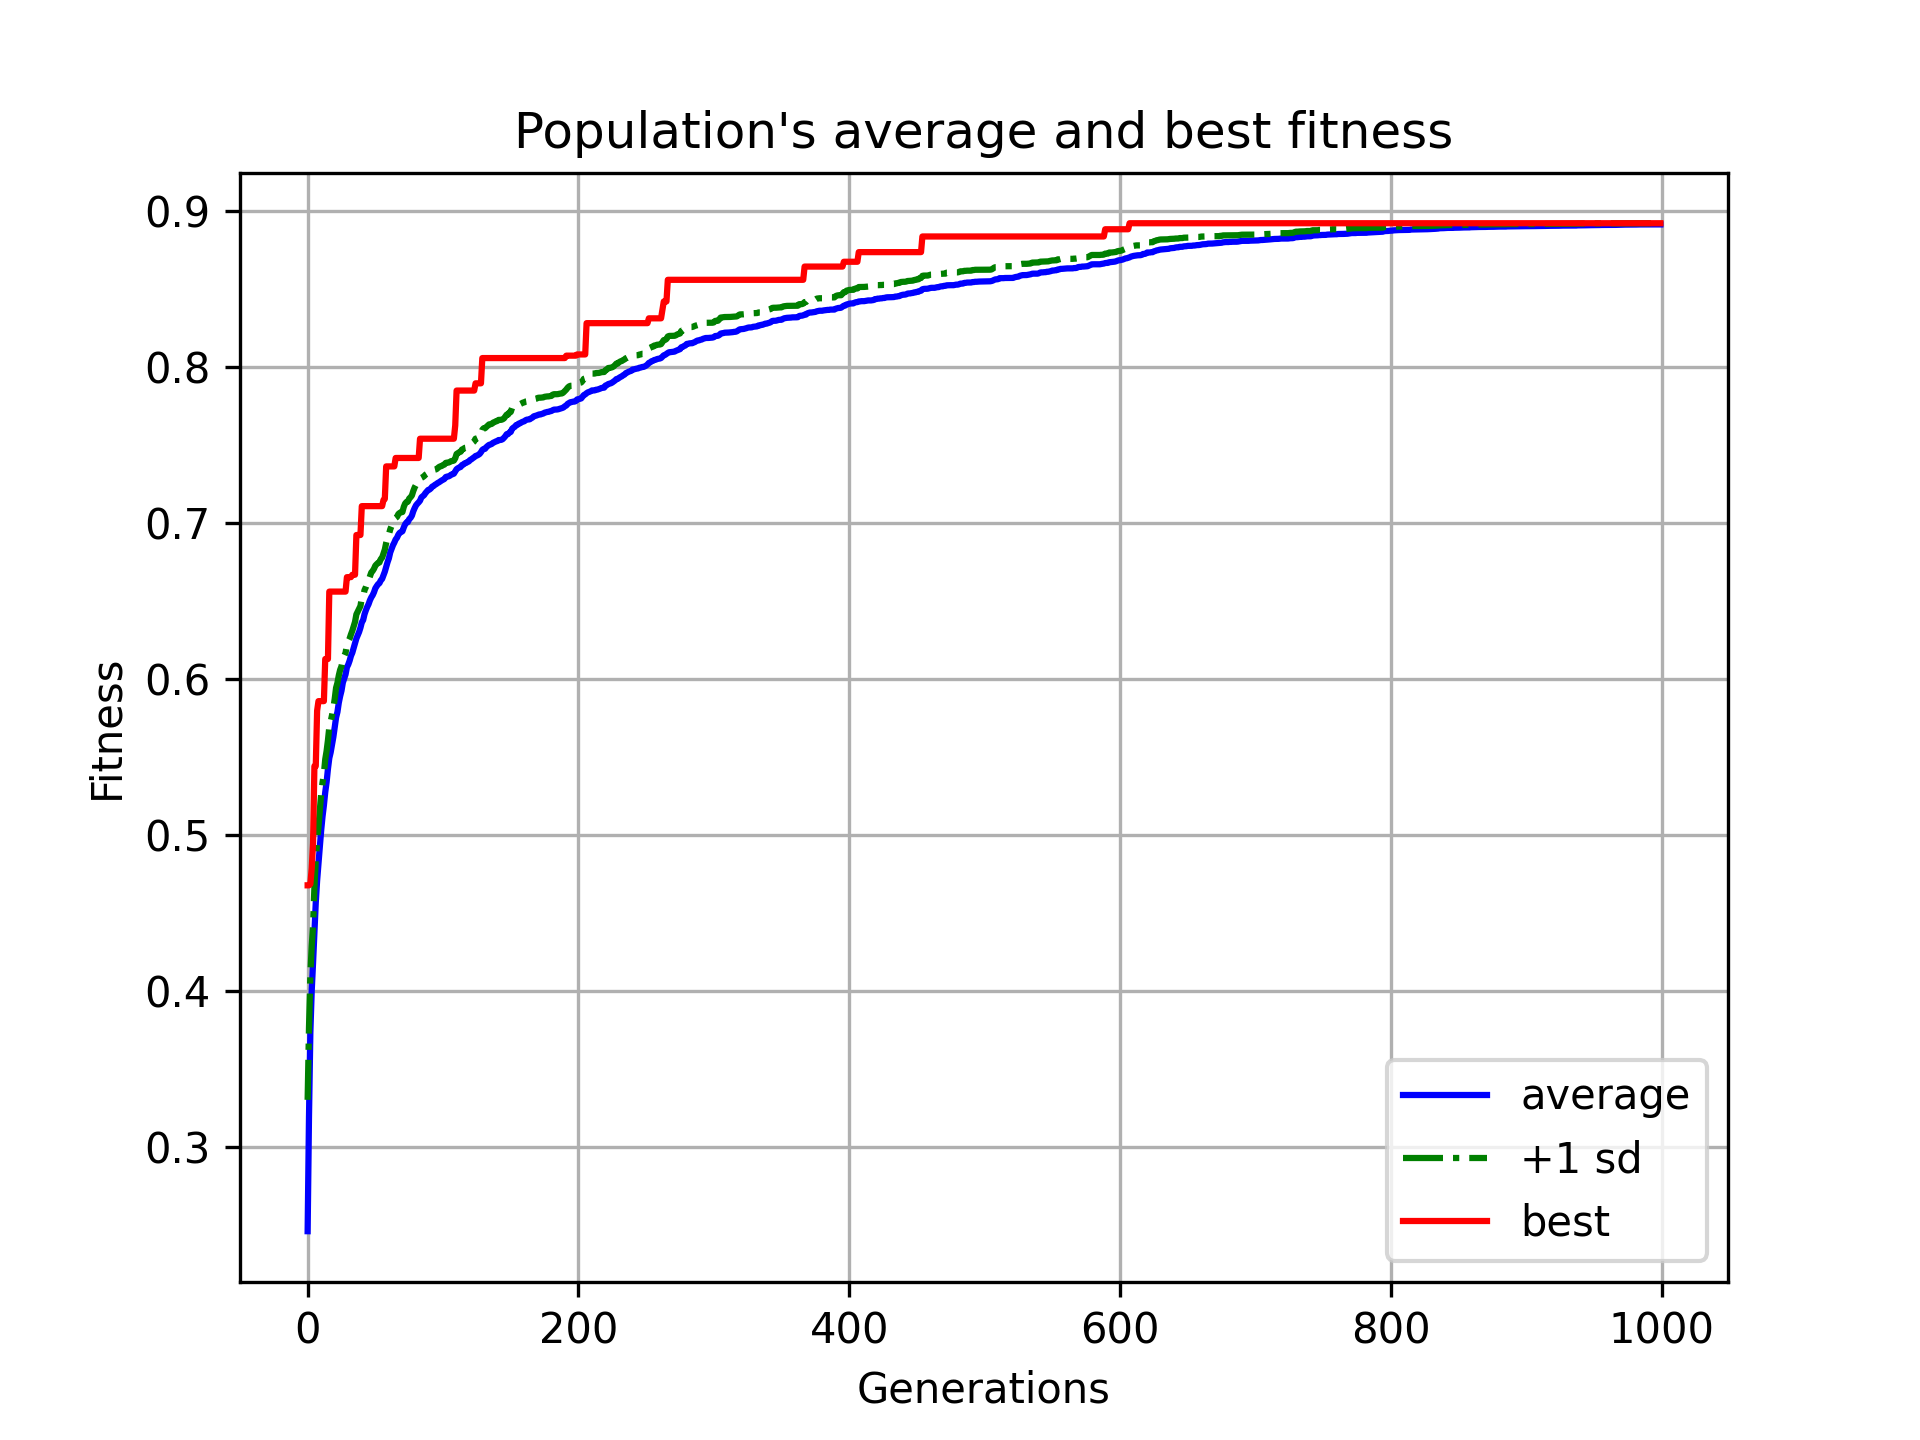 Population's average and best fitness
0.9
0.8
0.7
0.6
0.5
0.4
0.3
Fitness
average
+1 sd
best
0 200 400 600 800 1000
Generations